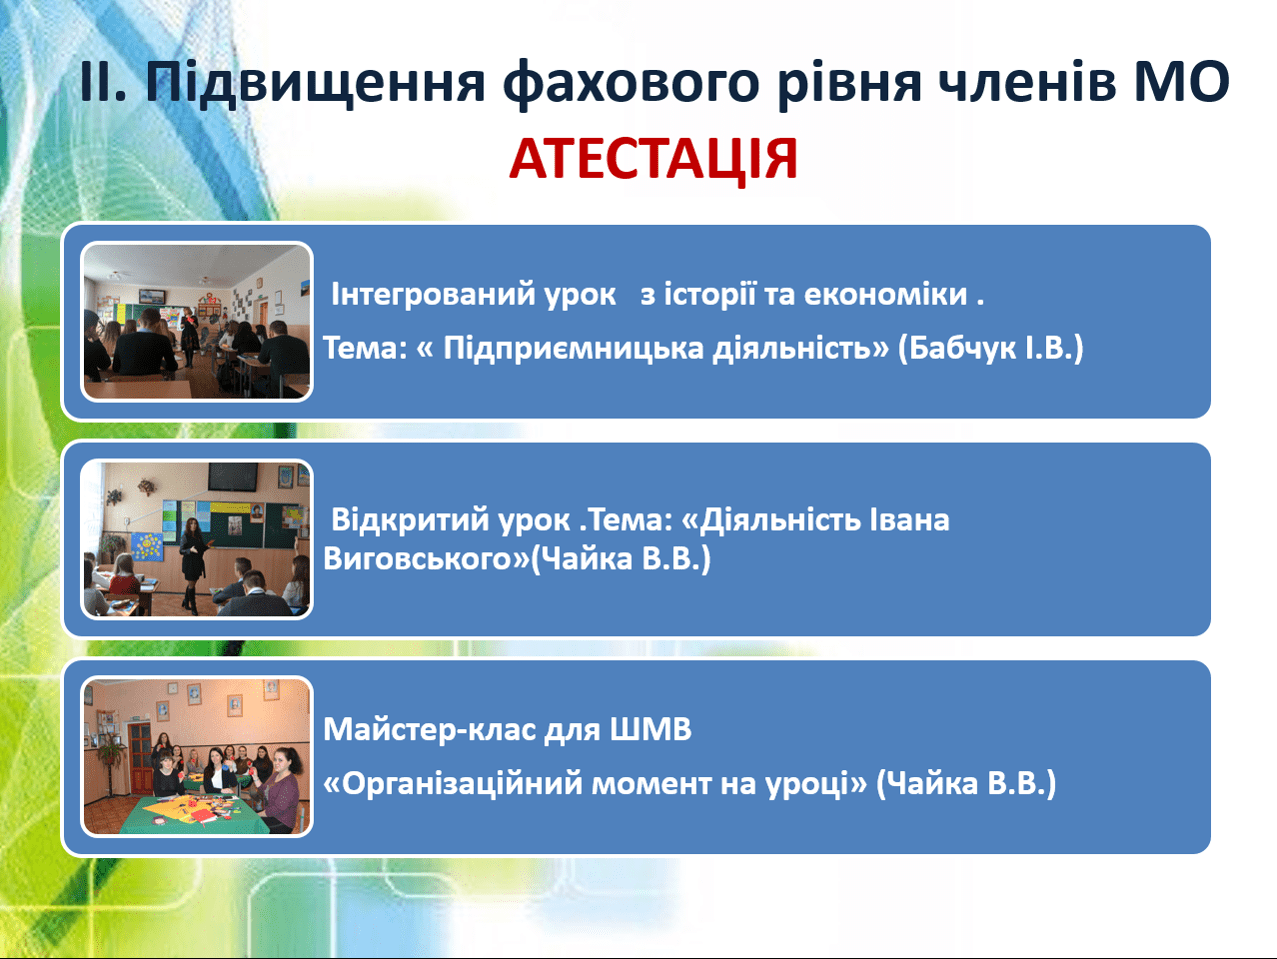 ІІ. Підвищення фахового рівня членів МО
АТЕСТАЦІЯ
Інтегрований урок з історії та економіки .
Тема: « Підприємницька діяльність» (Бабчук І.В.)
Відкритий урок .Тема: «Діяльність Івана
Виговського»(Чайка В.В.)
Майстер-клас для ШМВ
«Організаційний момент на уроці» (Чайка В.В.)